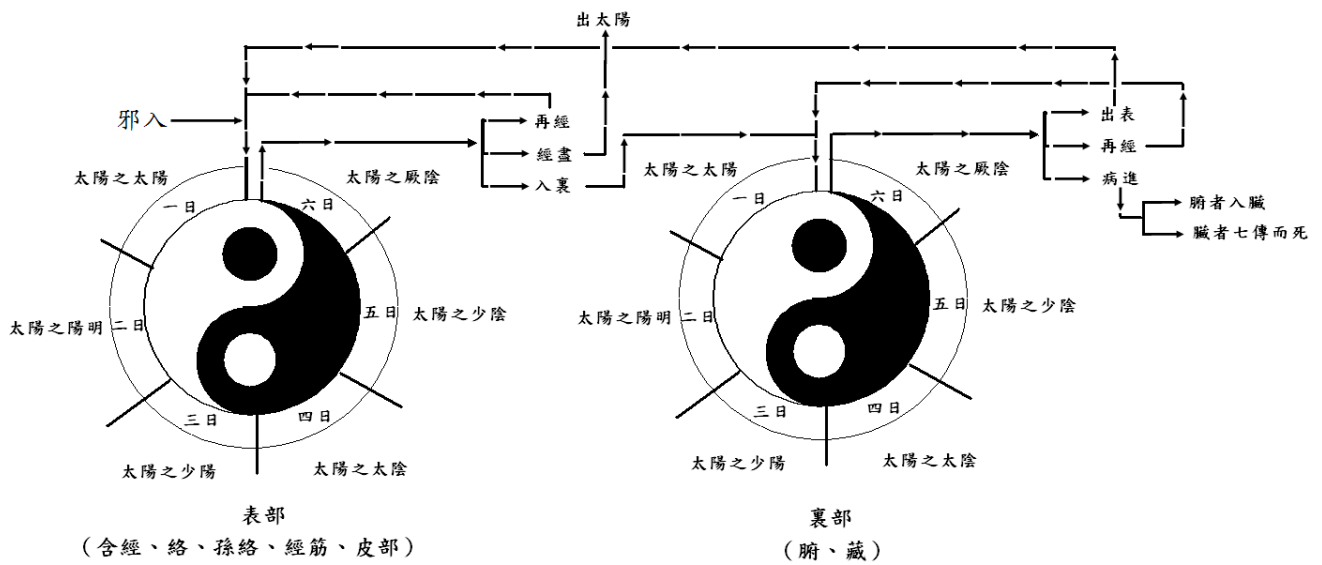 出太陽
邪入
再經
經盡
入裏
出表
再經
病進
腑者入臟
臟者七傳而死
太陽之太陽
太陽之厥陰
一日
六日
太陽之陽明
二日
五日
太陽之少陰
三日
四日
太陽之少陽
太陽之太陰
表部
(含經、絡、孫絡、經筋、皮部)
太陽之太陽
太陽之厥陰
一日
六日
太陽之陽明
二日
五日
太陽之少陰
三日
四日
太陽之少陽
太陽之太陰
裏部
(腑、藏)